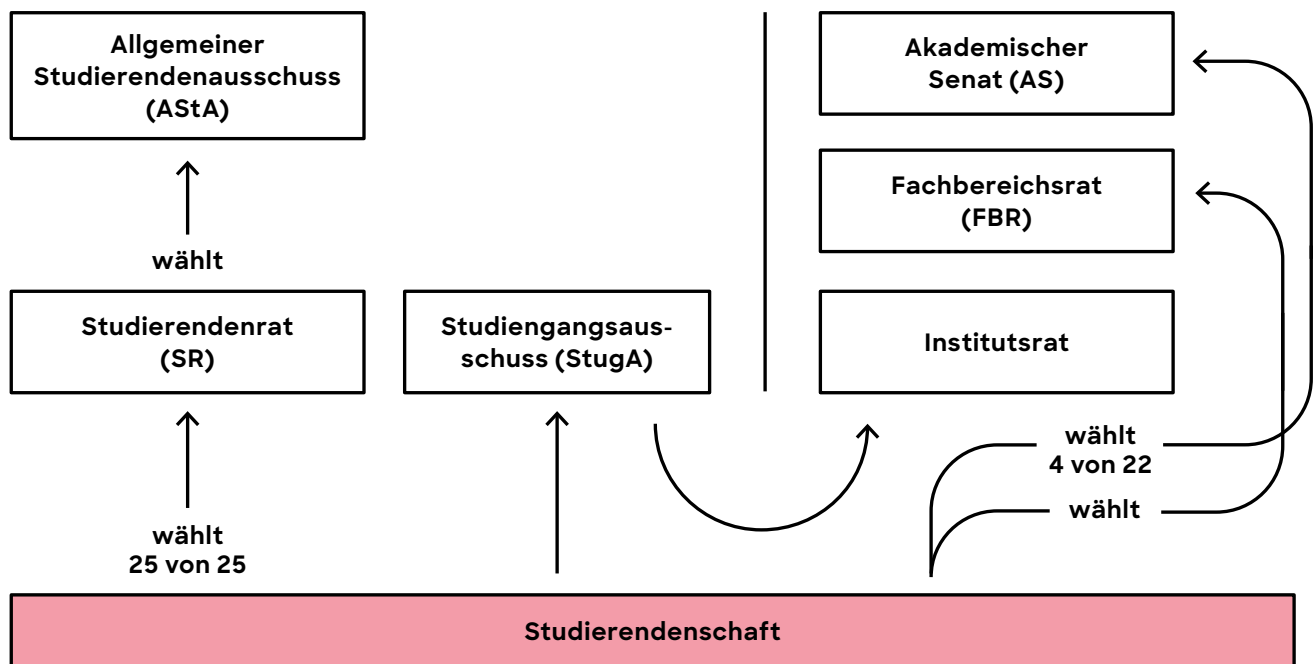 Allgemeiner
Studierendenausschuss
(AStA)
Akademischer
Senat (AS)
Fachbereichsrat
(FBR)
wählt
Studierendenrat
(SR)
Studiengangsaus-
schuss (StugA)
Institutsrat
wählt
4 von 22
wählt
wählt
25 von 25
Studierendenschaft